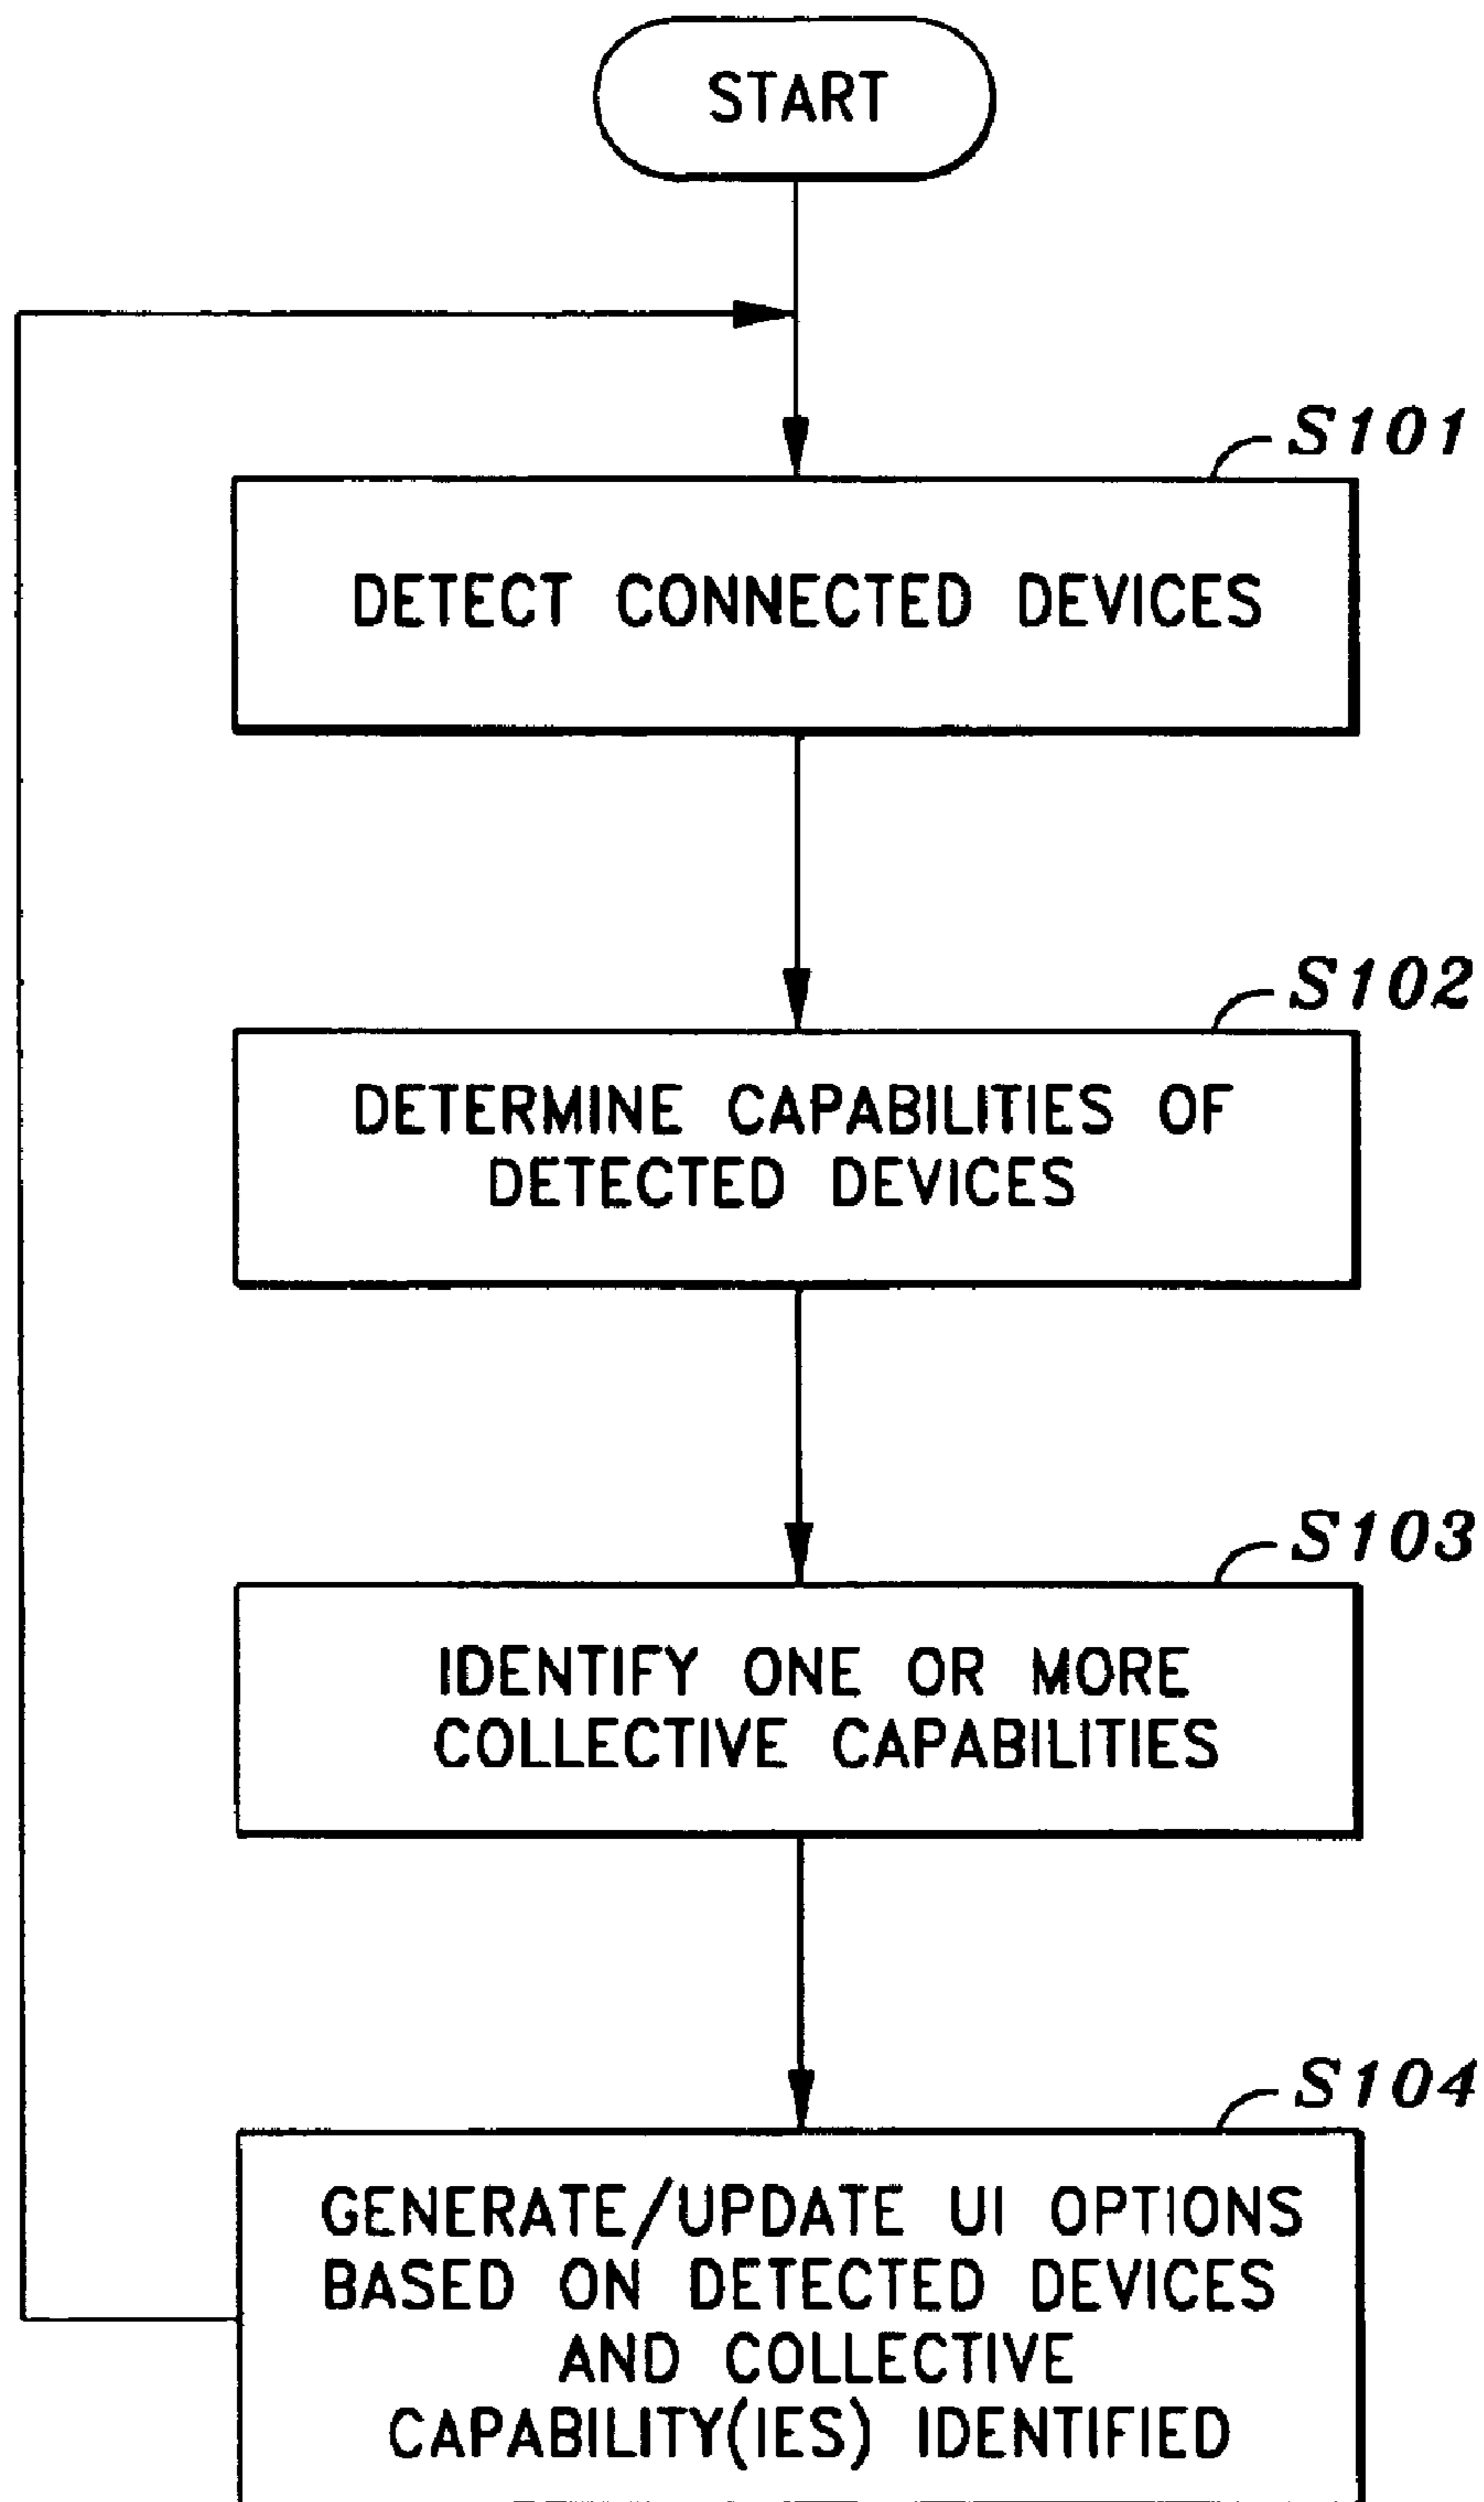 START
S101
DETECT CONNECTED DEVICES
S102
DETERMINE CAPABILITIES OF
DETECTED DEVICES
S103
IDENTIFY ONE OR MORE
COLLECTIVE CAPABILITIES
S104
GENERATE/UPDATE UI OPTIONS
BASED ON DETECTED DEVICES
AND COLLECTIVE
CAPABILITY(IES) IDENTIFIED